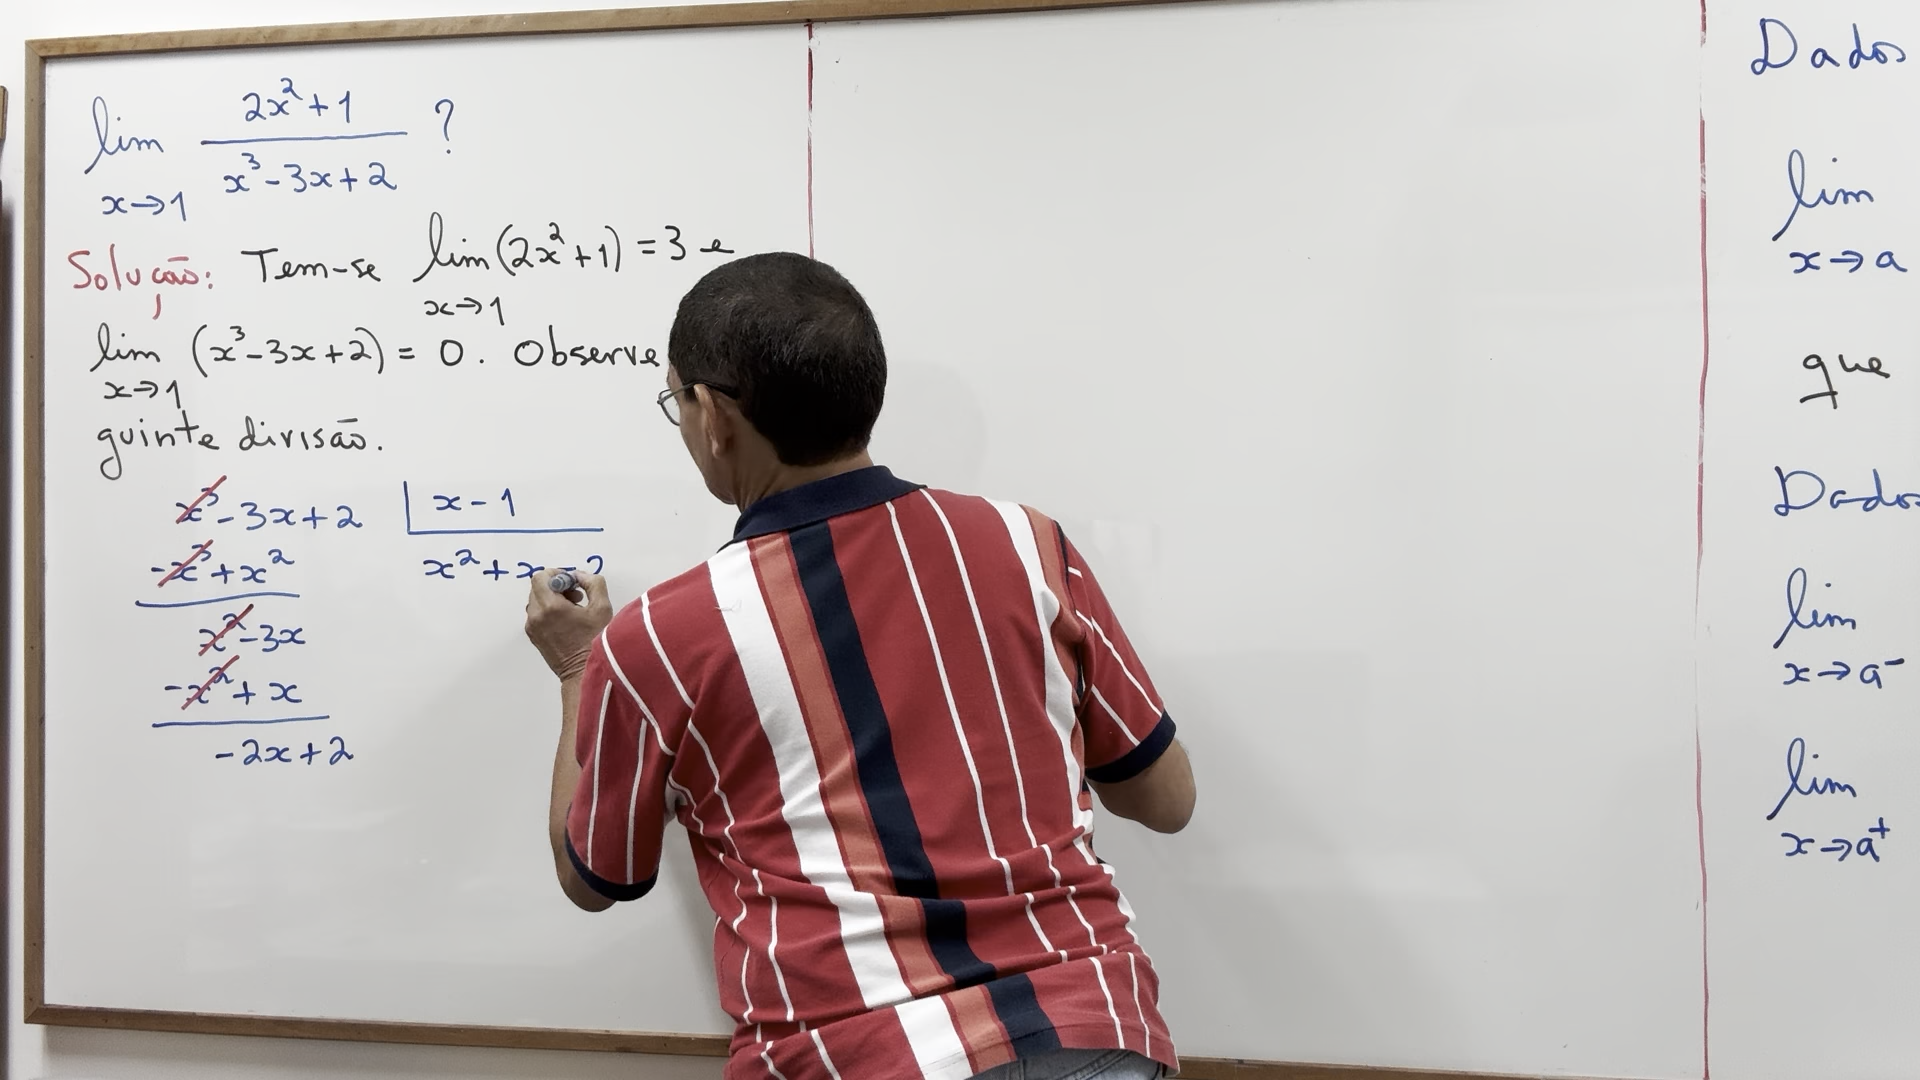 lim 2x²+1 / x³-3x+2 ?
x→1
Solução: Tem-se lim (2x²+1) = 3 e
x→1
lim (x³-3x+2) = 0. Observe
x→1
guinte divisão.
x³-3x+2 | x-1
-x³+x² x²+x-2
x²-3x
-x²+x
-2x+2
Dados
lim
x→a
que
Dados
lim
x→a⁻
lim
x→a⁺